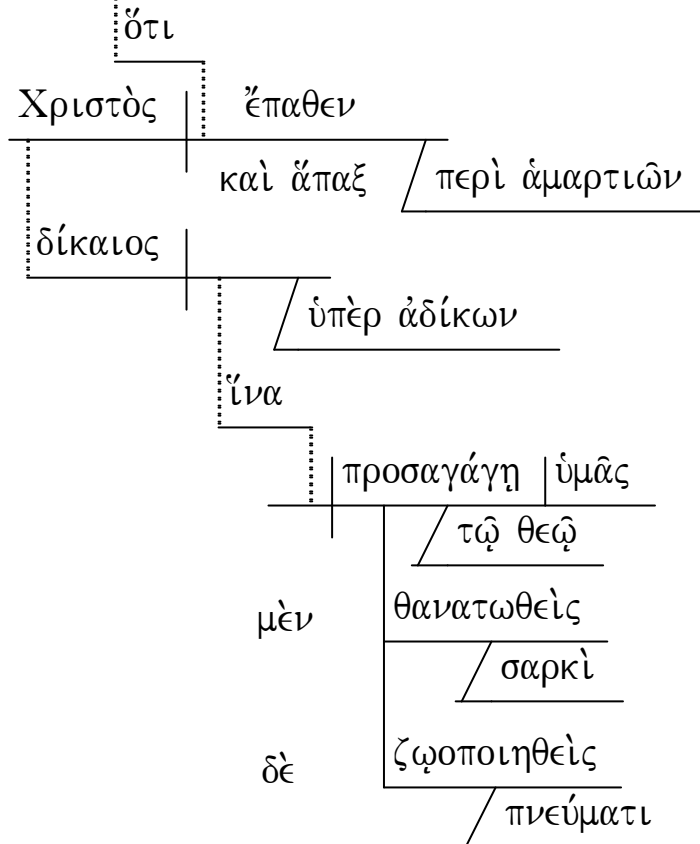 ὅτι
Χριστὸς ἔπαθεν
καὶ ἅπαξ περὶ ἁμαρτιῶν
δίκαιος
ὑπὲρ ἀδίκων
ἵνα
προσαγάγῃ ὑμᾶς
τῷ θεῷ
μὲν θανατωθεὶς
σαρκὶ
δὲ ζῳοποιηθεὶς
πνεύματι